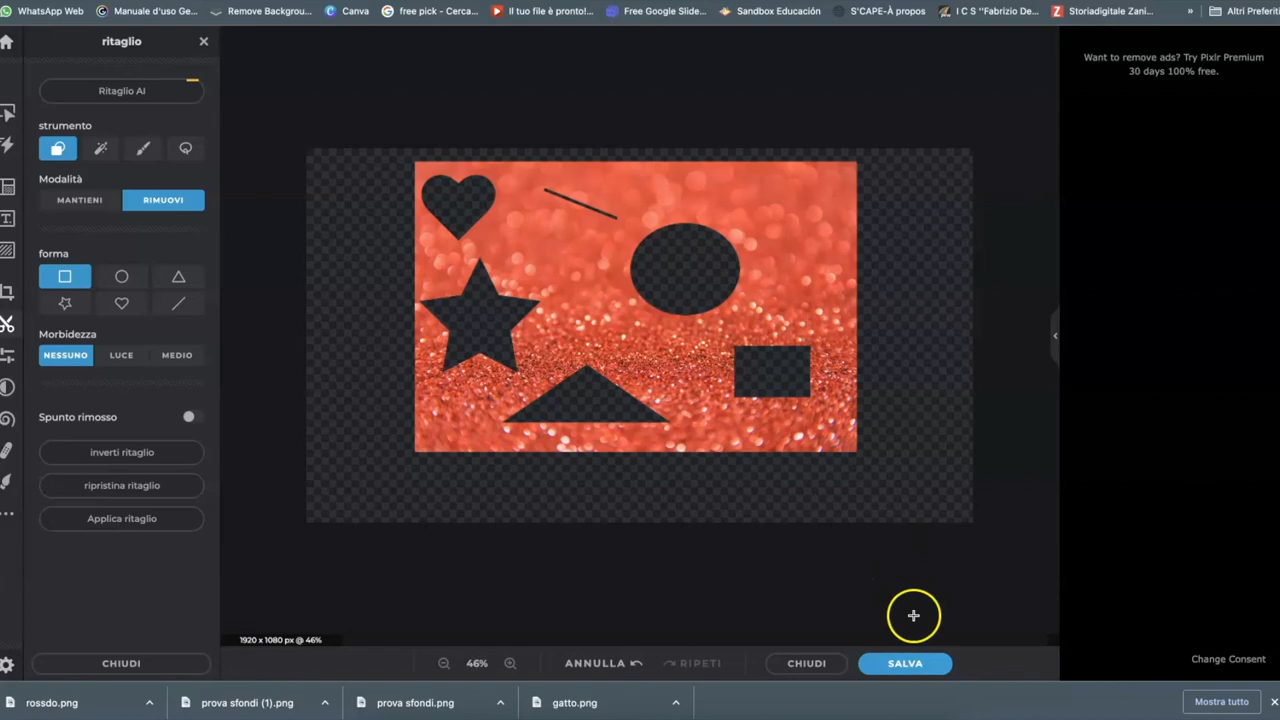 WhatsApp Web
Manuale d'uso Ge...
Remove Backgrou...
Canva
free pick - Cerca...
Il tuo file è pronto!...
Free Google Slide...
Sandbox Educación
S'CAPE-À propos
I C S "Fabrizio De...
Storiadigitale Zani...
»
Altri Preferiti
ritaglio
Want to remove ads? Try Pixlr Premium
30 days 100% free.
Ritaglio AI
strumento
Modalità
MANTIENI
RIMUOVI
forma
Morbidezza
NESSUNO
LUCE
MEDIO
Spunto rimosso
inverti ritaglio
ripristina ritaglio
Applica ritaglio
1920 x 1080 px @ 46%
CHIUDI
46%
ANNULLA
RIPETI
CHIUDI
SALVA
Change Consent
rossdo.png
prova sfondi (1).png
prova sfondi.png
gatto.png
Mostra tutto